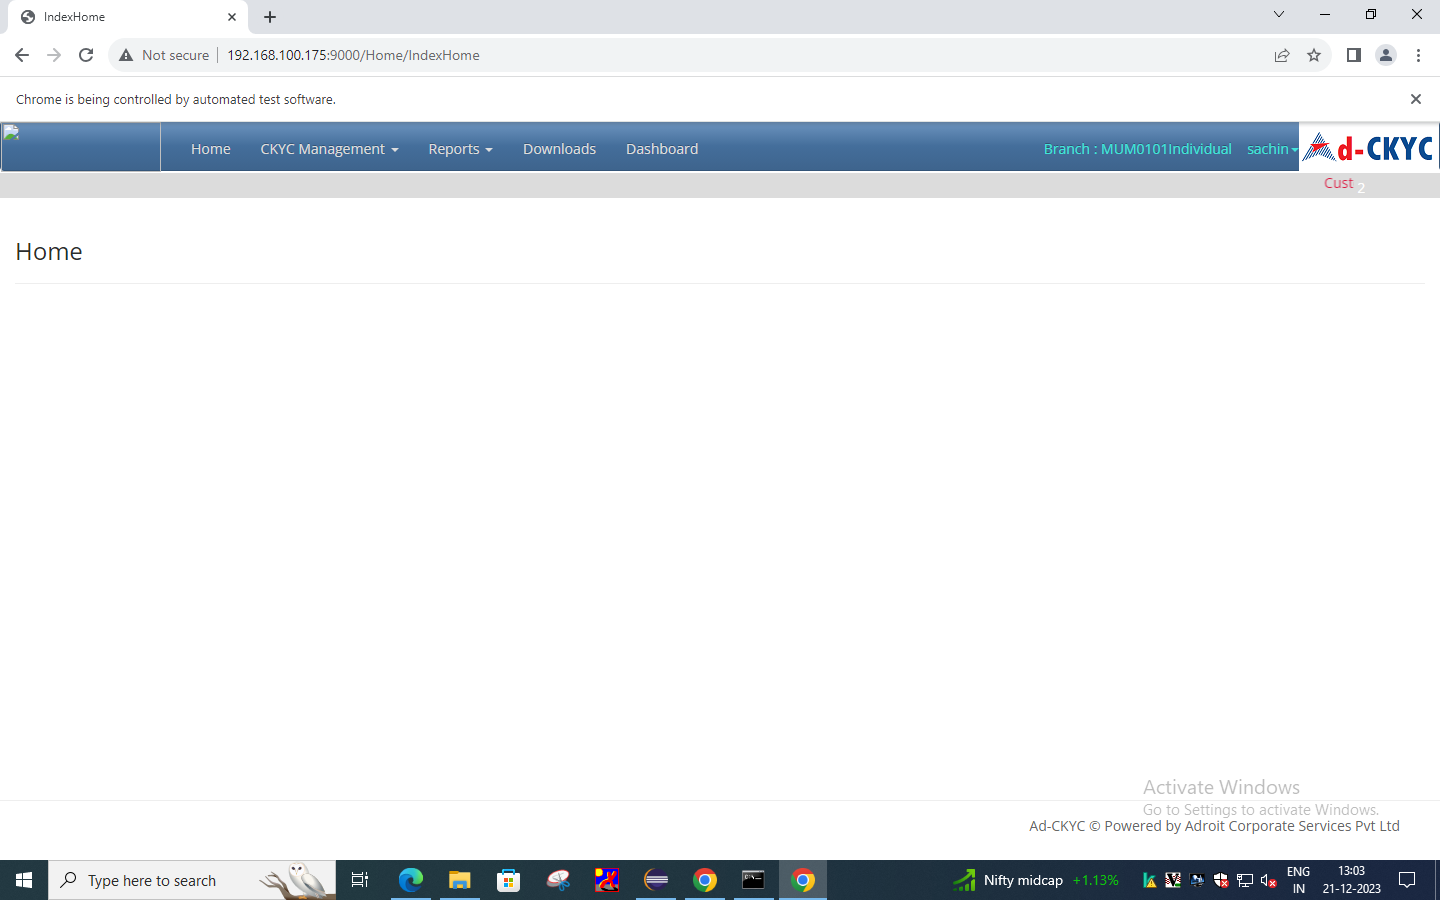 IndexHome
Not secure 192.168.100.175:9000/Home/IndexHome
Chrome is being controlled by automated test software.
Home CKYC Management Reports Downloads Dashboard Branch : MUM0101Individual sachin d-CKYC
Cust 2
Home
Activate Windows
Go to Settings to activate Windows.
Ad-CKYC © Powered by Adroit Corporate Services Pvt Ltd
Type here to search Nifty midcap +1.13% ENG 13:03
IN 21-12-2023